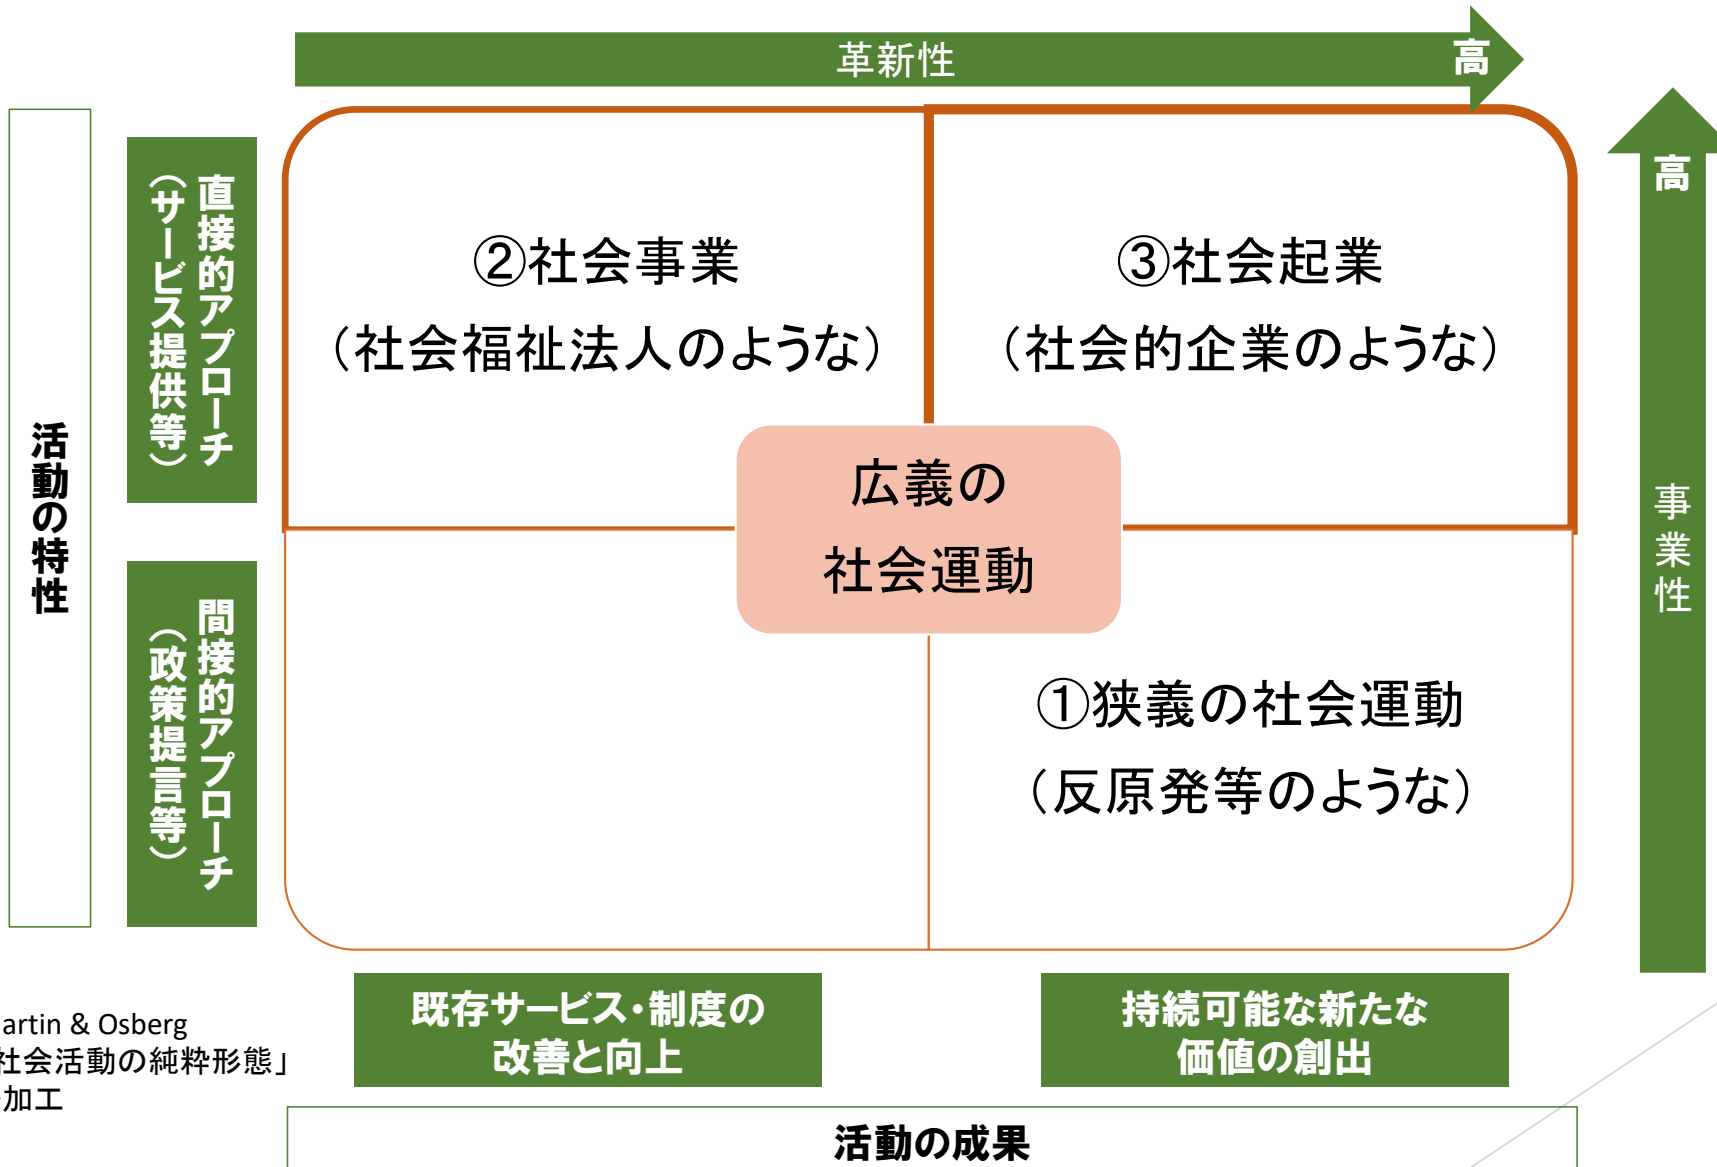 革新性
高
高
事業性
活動の特性
直接的アプローチ
（サービス提供等）
②社会事業
（社会福祉法人のような）
③社会起業
（社会的企業のような）
広義の
社会運動
間接的アプローチ
（政策提言等）
①狭義の社会運動
（反原発等のような）
既存サービス・制度の
改善と向上
持続可能な新たな
価値の創出
artin & Osberg
社会活動の純粋形態」
加工
活動の成果